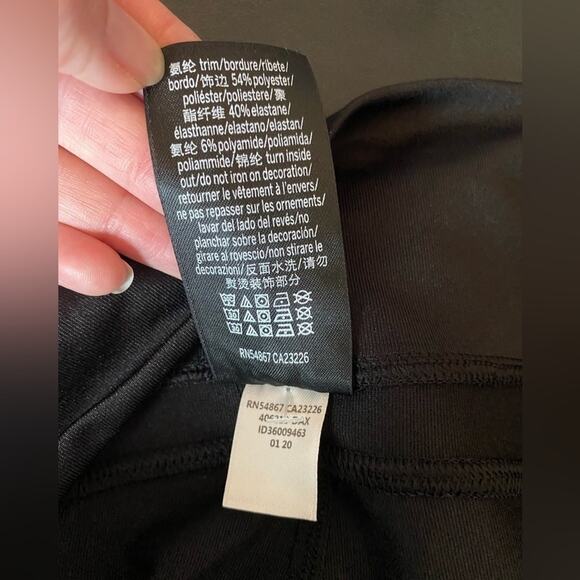 氨纶 trim/bordure/ribete/
bordo/饰边 54% polyester/
poliéster/poliestere/聚
酯纤维 40% elastane/
élasthanne/elastano/elastan/
氨纶 6% polyamide/poliamida/
poliammide/锦纶 turn inside
out/do not iron on decoration/
retourner le vêtement à l'envers/
ne pas repasser sur les ornements/
lavar del lado del revés/no
planchar sobre la decoración/
girare al rovescio/non stirare le
decorazioni/反面水洗/请勿
熨烫装饰部分
RN54867 CA23226
RN54867 CA23226
ID36009463
01 20